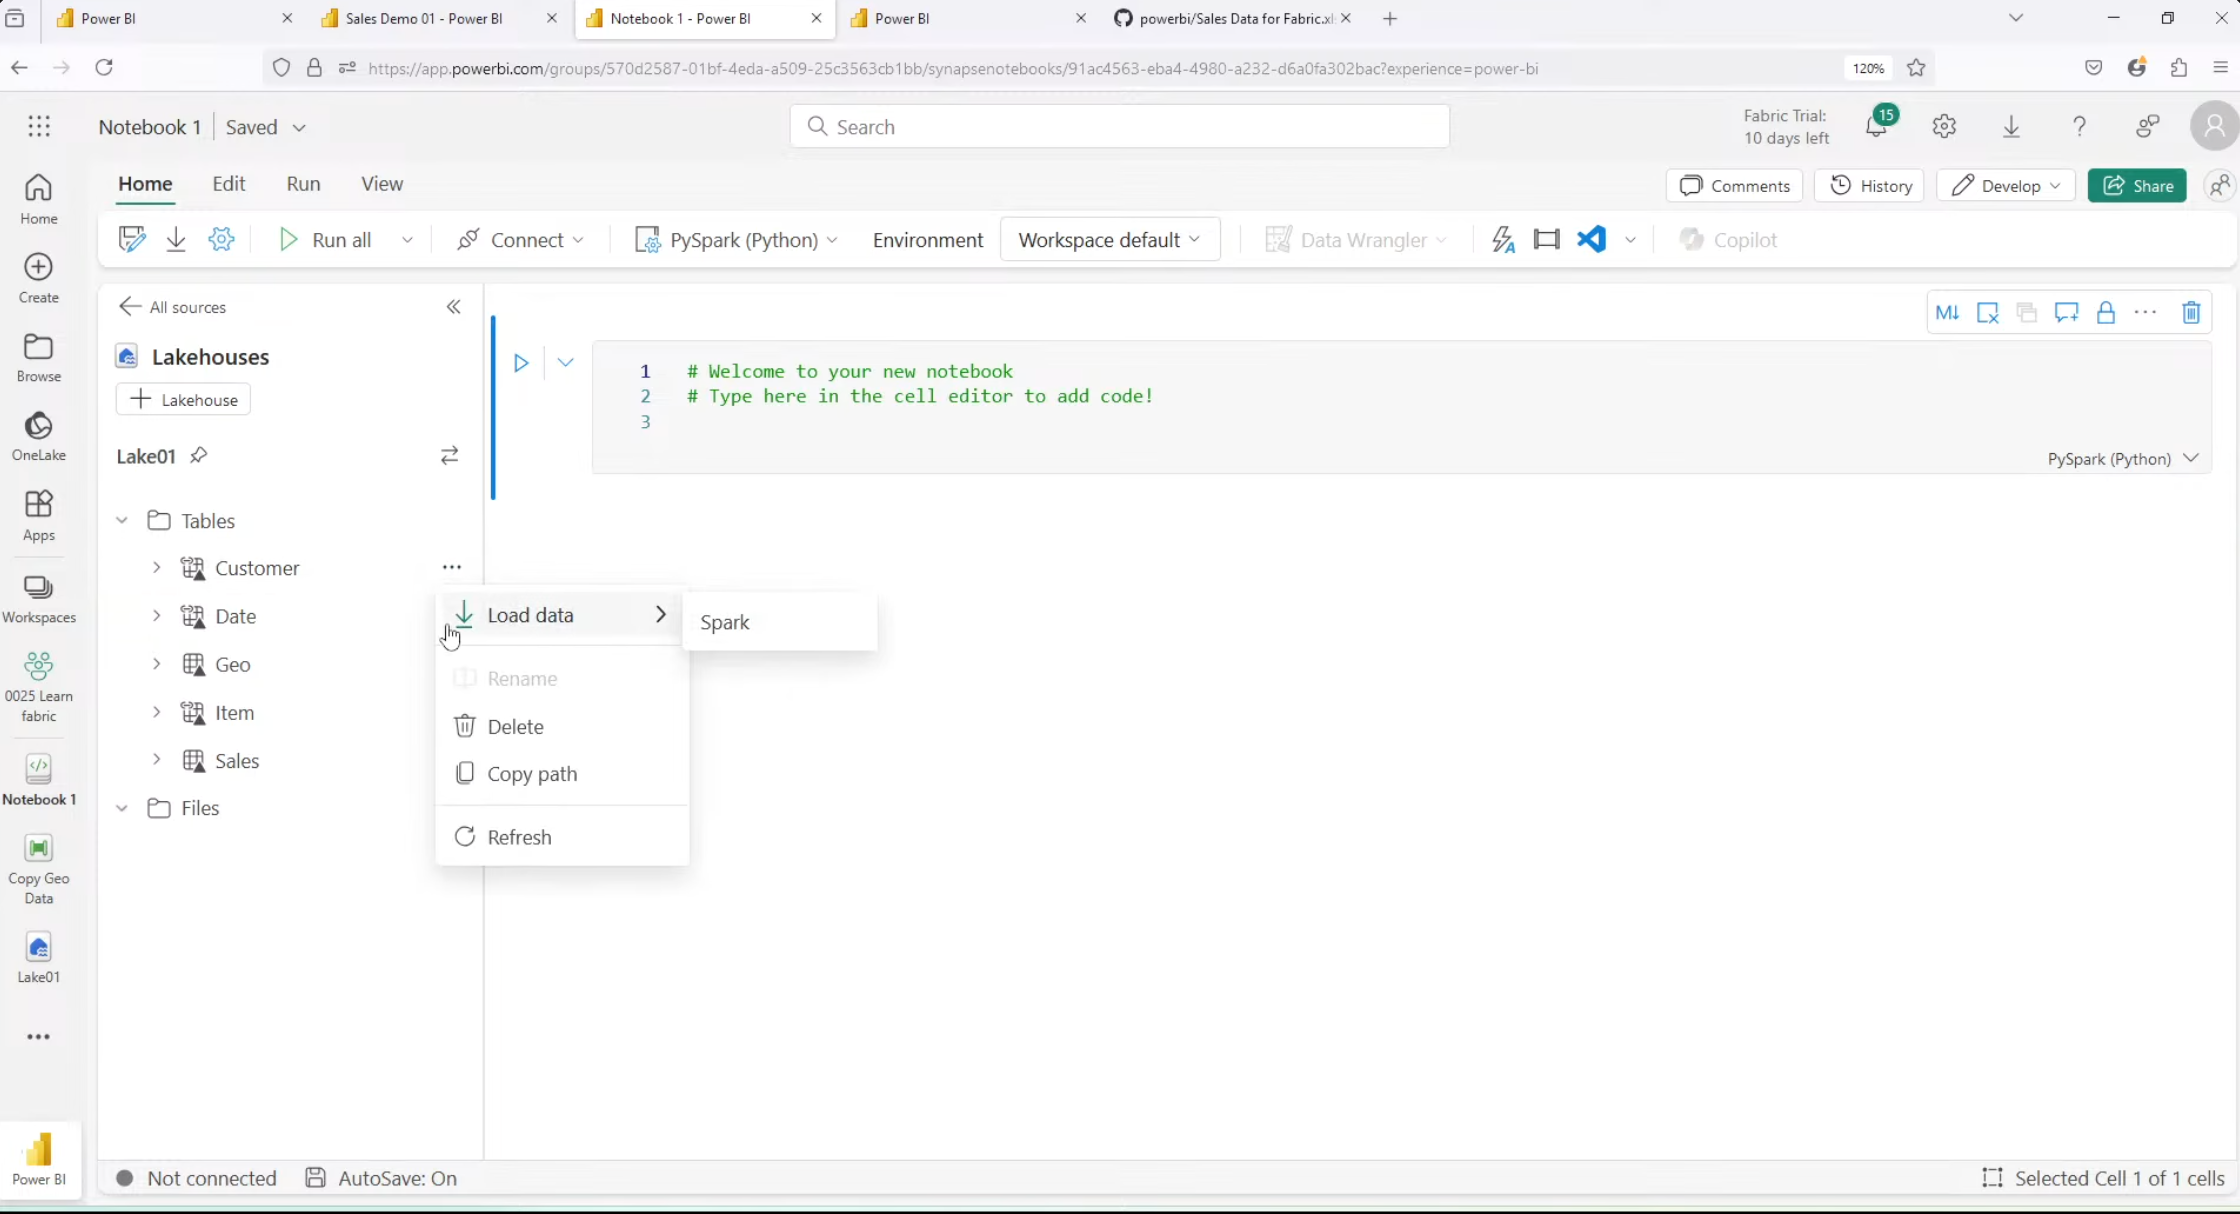 Power BI
Sales Demo 01 - Power BI
Notebook 1 - Power BI
Power BI
powerbi/Sales Data for Fabric.xl
https://app.powerbi.com/groups/570d2587-01bf-4eda-a509-25c3563cb1bb/synapsenotebooks/91ac4563-eba4-4980-a232-d6a0fa302bac?experience=power-bi
120%
Notebook 1
Saved
Search
Fabric Trial:
10 days left
15
Home
Edit
Run
View
Comments
History
Develop
Share
Run all
Connect
PySpark (Python)
Environment
Workspace default
Data Wrangler
Copilot
Home
Create
Browse
OneLake
Apps
Workspaces
0025 Learn
fabric
Notebook 1
Copy Geo
Data
Lake01
Power BI
All sources
Lakehouses
Lakehouse
Lake01
Tables
Customer
Date
Geo
Item
Sales
Files
Load data
Rename
Delete
Copy path
Refresh
Spark
M↓
1 # Welcome to your new notebook
2 # Type here in the cell editor to add code!
3
PySpark (Python)
Not connected
AutoSave: On
Selected Cell 1 of 1 cells